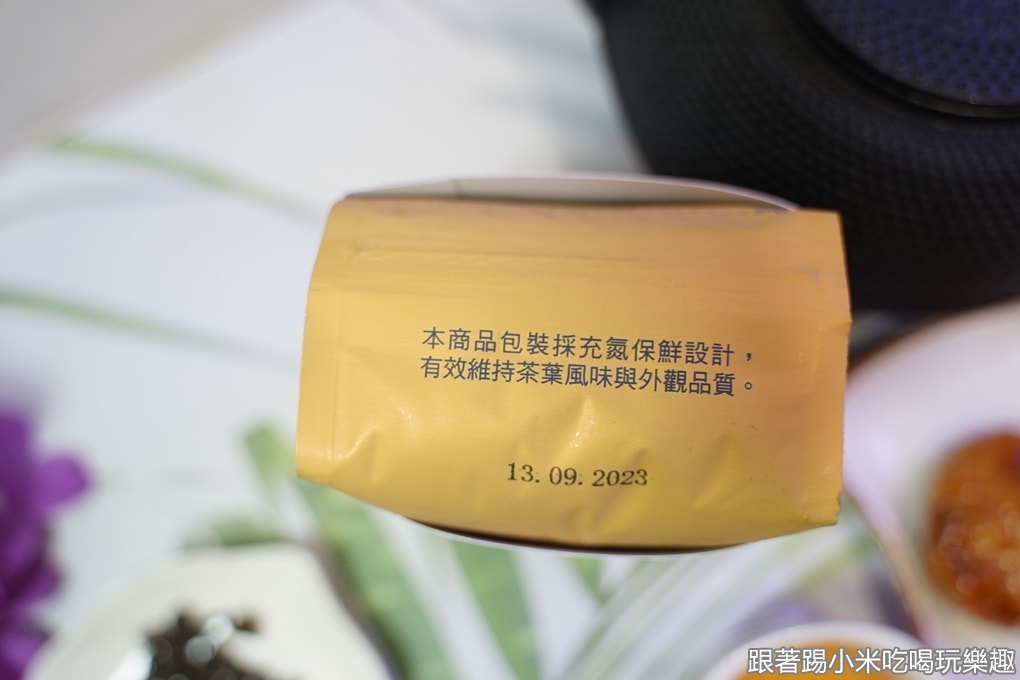 本商品包裝採充氮保鮮設計，
有效維持茶葉風味與外觀品質。
13. 09. 2023
跟著踢小米吃喝玩樂趣